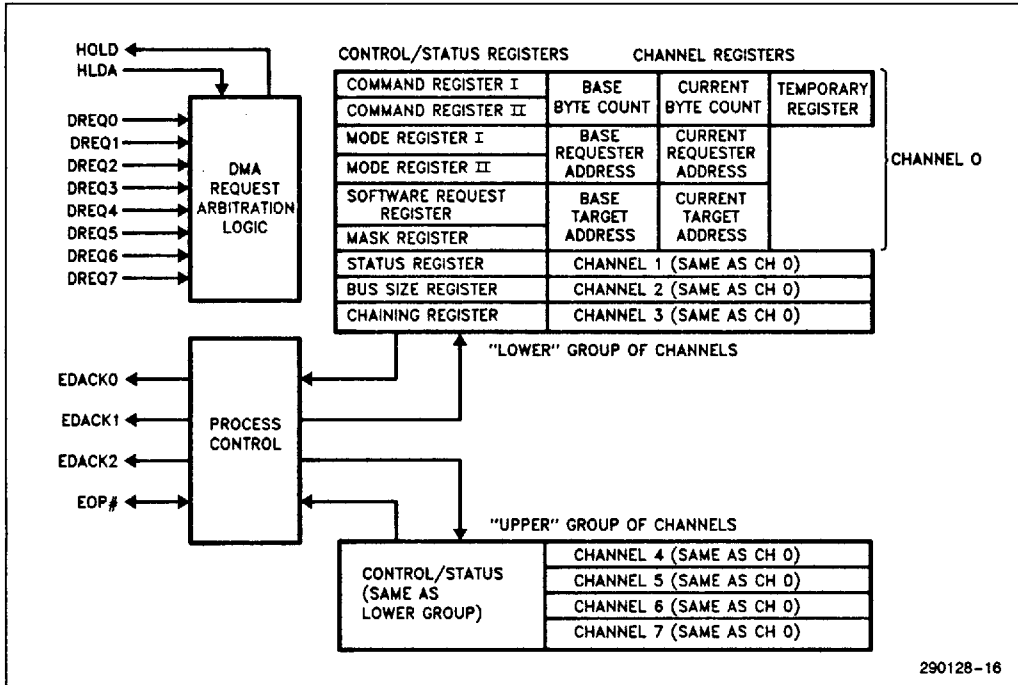 HOLD
HLDA
DREQ0
DREQ1
DREQ2
DREQ3
DREQ4
DREQ5
DREQ6
DREQ7
DMA
REQUEST
ARBITRATION
LOGIC
CONTROL/STATUS REGISTERS
CHANNEL REGISTERS
COMMAND REGISTER I
COMMAND REGISTER II
MODE REGISTER I
MODE REGISTER II
SOFTWARE REQUEST
REGISTER
MASK REGISTER
STATUS REGISTER
BUS SIZE REGISTER
CHAINING REGISTER
BASE
BYTE COUNT
CURRENT
BYTE COUNT
TEMPORARY
REGISTER
BASE
REQUESTER
ADDRESS
CURRENT
REQUESTER
ADDRESS
BASE
TARGET
ADDRESS
CURRENT
TARGET
ADDRESS
CHANNEL 0
CHANNEL 1 (SAME AS CH 0)
CHANNEL 2 (SAME AS CH 0)
CHANNEL 3 (SAME AS CH 0)
"LOWER" GROUP OF CHANNELS
EDACK0
EDACK1
EDACK2
EOP#
PROCESS
CONTROL
"UPPER" GROUP OF CHANNELS
CONTROL/STATUS
(SAME AS
LOWER GROUP)
CHANNEL 4 (SAME AS CH 0)
CHANNEL 5 (SAME AS CH 0)
CHANNEL 6 (SAME AS CH 0)
CHANNEL 7 (SAME AS CH 0)
290128-16